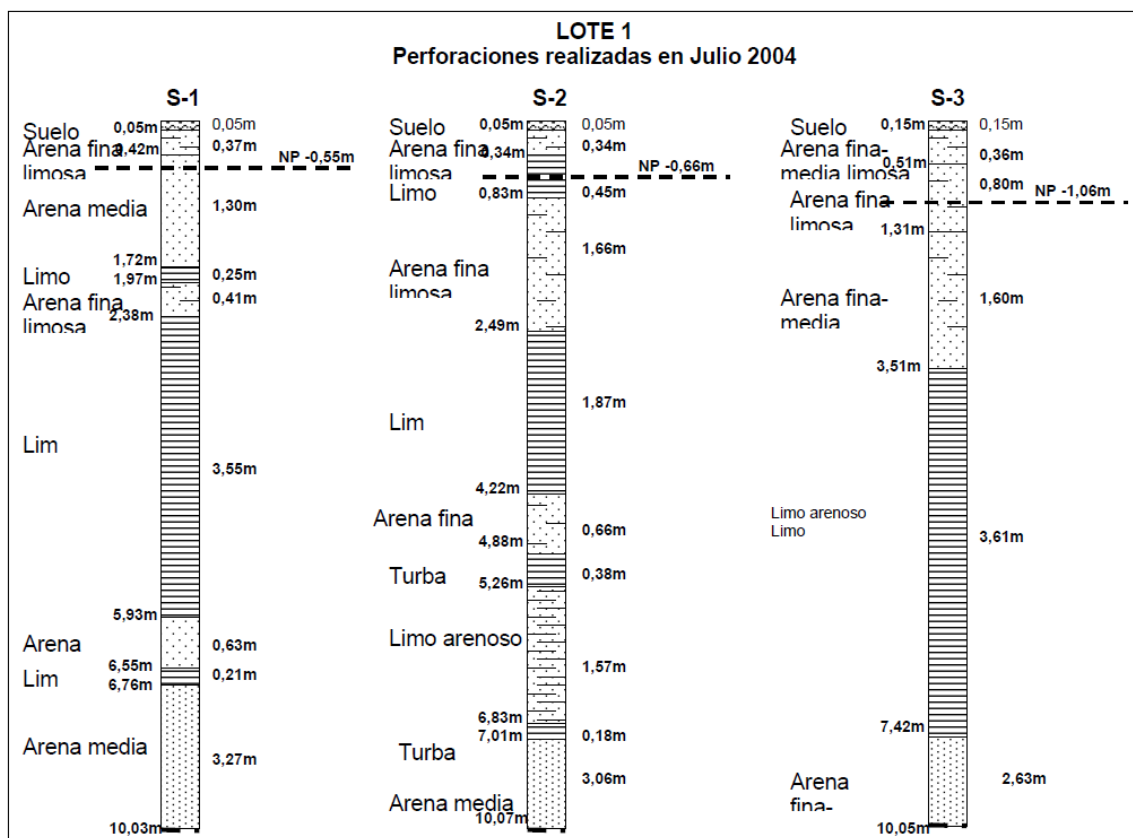 LOTE 1
Perforaciones realizadas en Julio 2004
S-1
Suelo
0,05m
0,05m
Arena fina
limosa
0,42m
0,37m
NP -0,55m
Arena media
1,30m
1,72m
Limo
1,97m
0,25m
Arena fina
limosa
0,41m
2,38m
Lim
3,55m
5,93m
Arena
0,63m
6,55m
Lim
0,21m
6,76m
Arena media
3,27m
10,03m
S-2
Suelo
0,05m
0,05m
Arena fina
limosa
0,34m
0,34m
NP -0,66m
Limo
0,83m
0,45m
1,66m
Arena fina
limosa
2,49m
1,87m
Lim
4,22m
Arena fina
0,66m
4,88m
Turba
0,38m
5,26m
Limo arenoso
1,57m
6,83m
7,01m
0,18m
Turba
3,06m
Arena media
10,07m
S-3
Suelo
0,15m
0,15m
Arena fina-
media limosa
0,51m
0,36m
0,80m
NP -1,06m
Arena fina
limosa
1,31m
Arena fina-
media
1,60m
3,51m
Limo arenoso
Limo
3,61m
7,42m
Arena
fina-
2,63m
10,05m